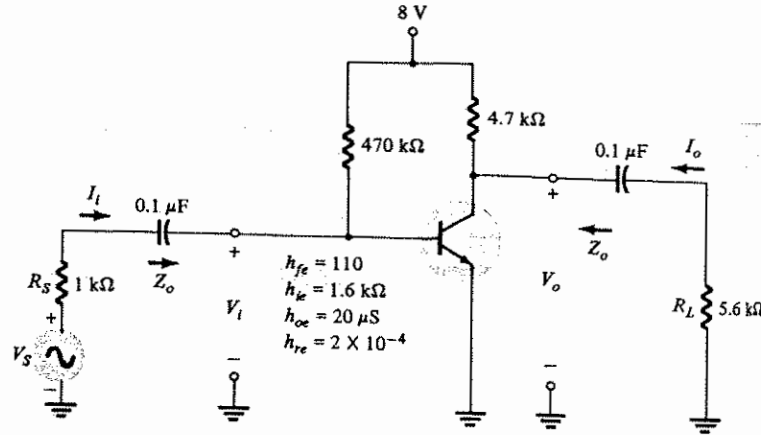 8 V
4.7 kΩ
470 kΩ
0.1 μF
I_o
I_i
0.1 μF
+
+
Z_o
Z_o
h_fe = 110
h_ie = 1.6 kΩ
h_oe = 20 μS
h_re = 2 × 10⁻⁴
R_S
1 kΩ
V_i
V_o
R_L
5.6 kΩ
+
V_S
−
−
−